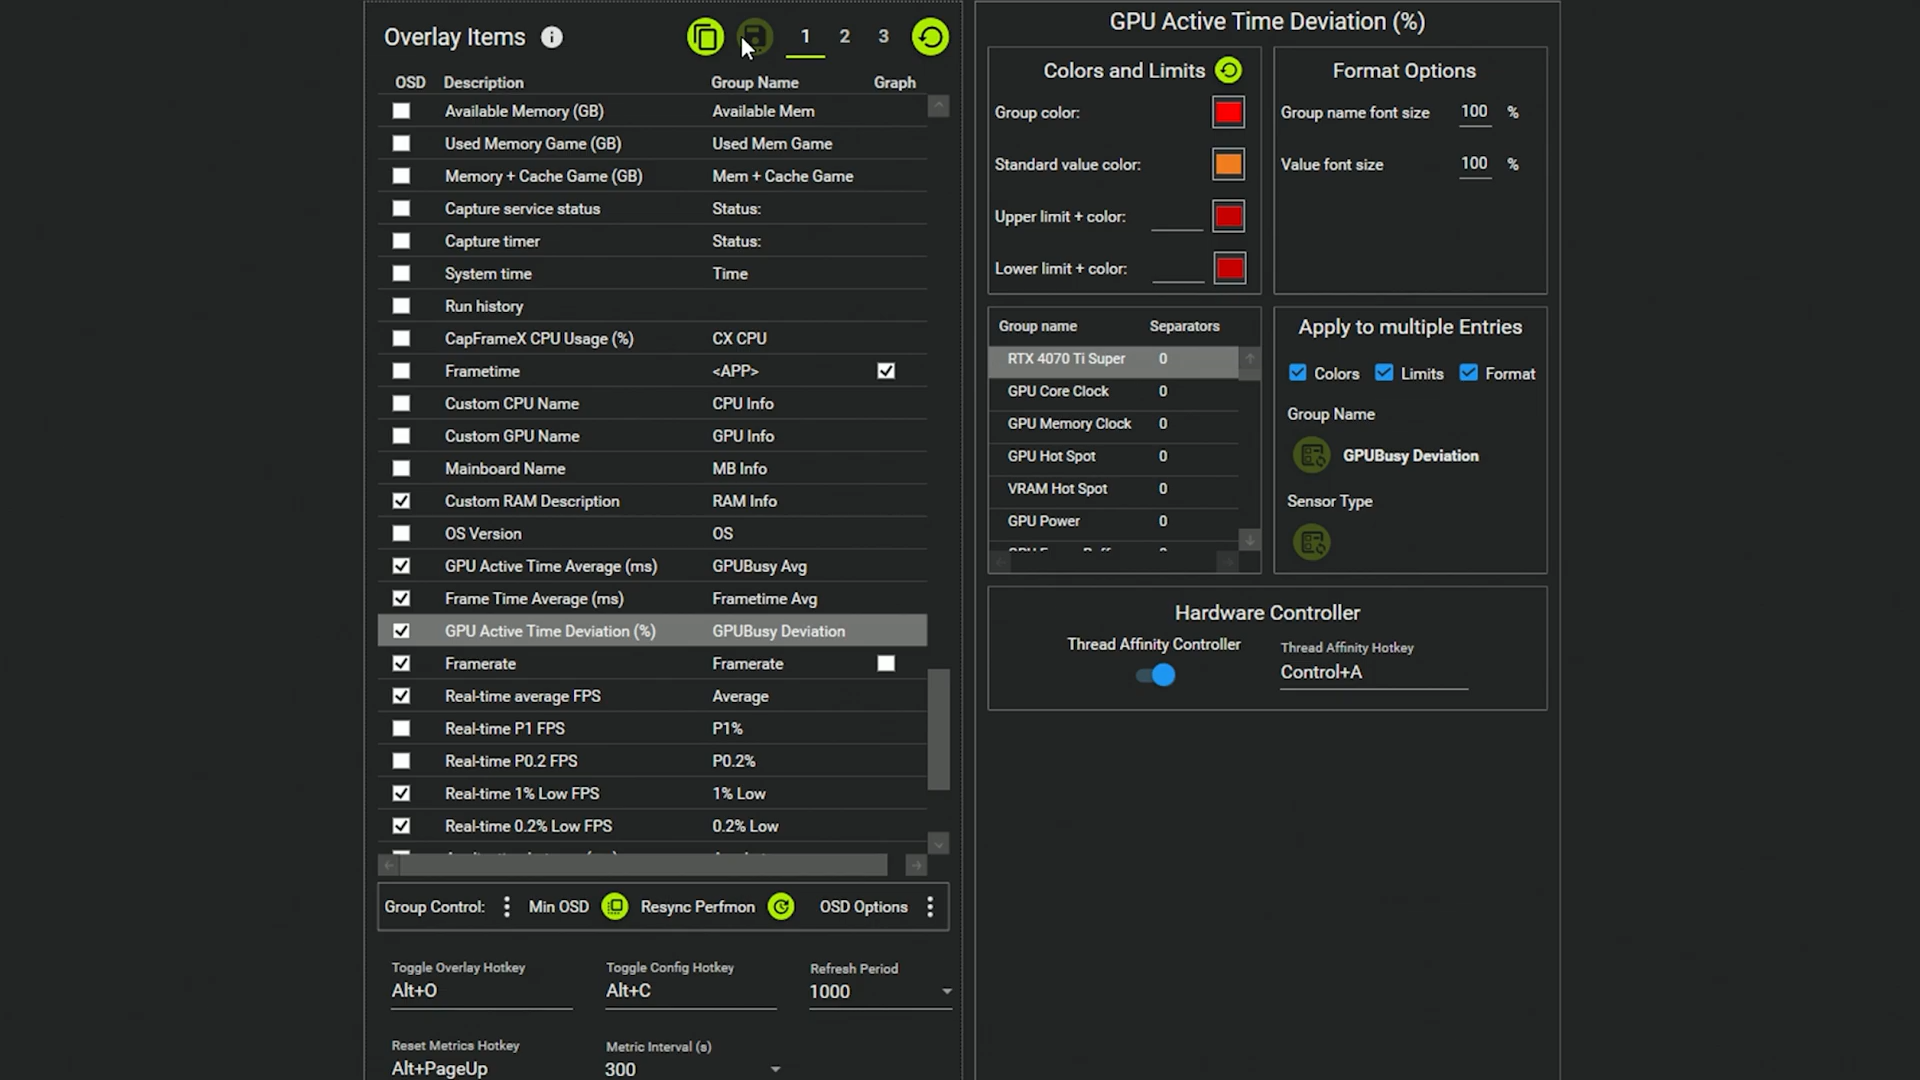 Overlay Items
1 2 3
OSD Description Group Name Graph
Available Memory (GB) Available Mem
Used Memory Game (GB) Used Mem Game
Memory + Cache Game (GB) Mem + Cache Game
Capture service status Status:
Capture timer Status:
System time Time
Run history
CapFrameX CPU Usage (%) CX CPU
Frametime <APP>
Custom CPU Name CPU Info
Custom GPU Name GPU Info
Mainboard Name MB Info
Custom RAM Description RAM Info
OS Version OS
GPU Active Time Average (ms) GPUBusy Avg
Frame Time Average (ms) Frametime Avg
GPU Active Time Deviation (%) GPUBusy Deviation
Framerate Framerate
Real-time average FPS Average
Real-time P1 FPS P1%
Real-time P0.2 FPS P0.2%
Real-time 1% Low FPS 1% Low
Real-time 0.2% Low FPS 0.2% Low
Group Control: Min OSD Resync Perfmon OSD Options
Toggle Overlay Hotkey Toggle Config Hotkey Refresh Period
Alt+O Alt+C 1000
Reset Metrics Hotkey Metric Interval (s)
Alt+PageUp 300
GPU Active Time Deviation (%)
Colors and Limits
Group color:
Standard value color:
Upper limit + color:
Lower limit + color:
Format Options
Group name font size 100 %
Value font size 100 %
Group name Separators
RTX 4070 Ti Super 0
GPU Core Clock 0
GPU Memory Clock 0
GPU Hot Spot 0
VRAM Hot Spot 0
GPU Power 0
Apply to multiple Entries
Colors Limits Format
Group Name
GPUBusy Deviation
Sensor Type
Hardware Controller
Thread Affinity Controller
Thread Affinity Hotkey
Control+A